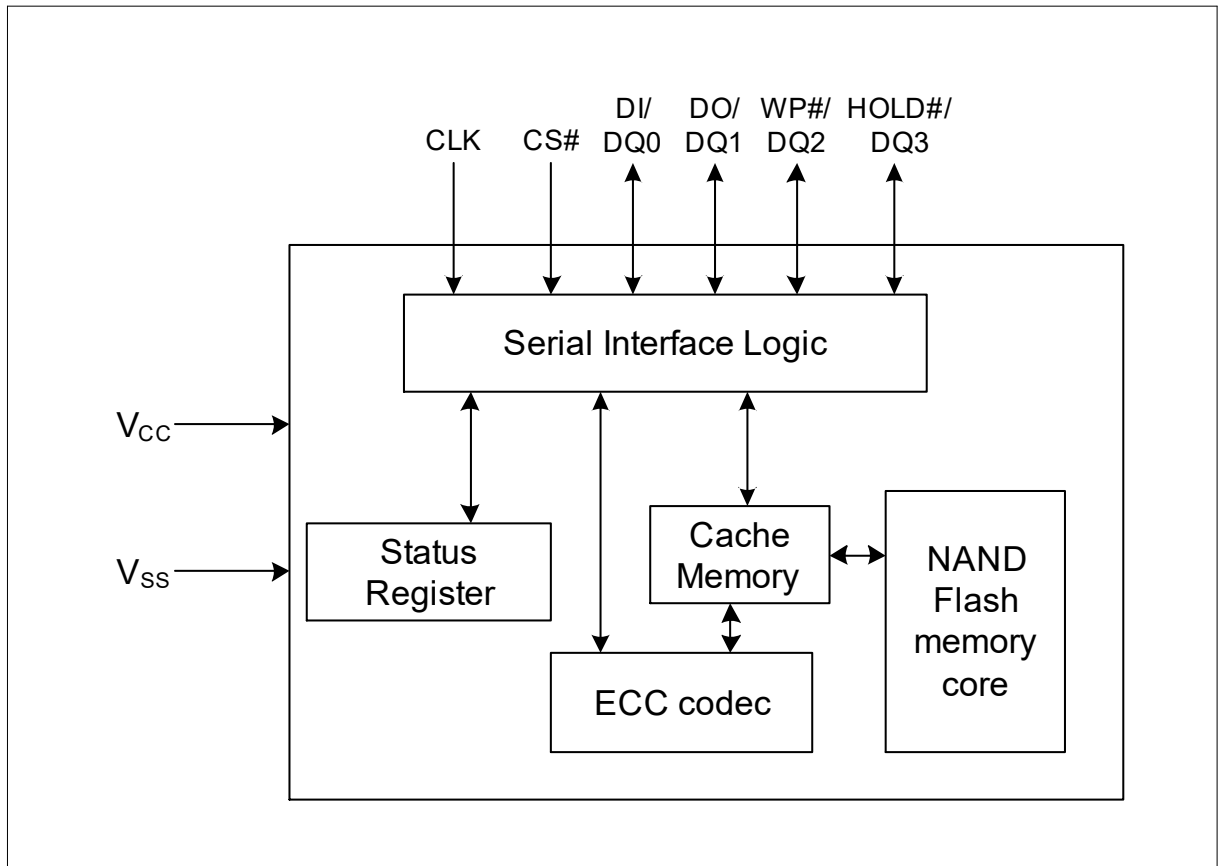 DI/ DO/ WP#/ HOLD#/
CLK CS# DQ0 DQ1 DQ2 DQ3
Serial Interface Logic
VCC
VSS
Status
Register
Cache
Memory
ECC codec
NAND
Flash
memory
core